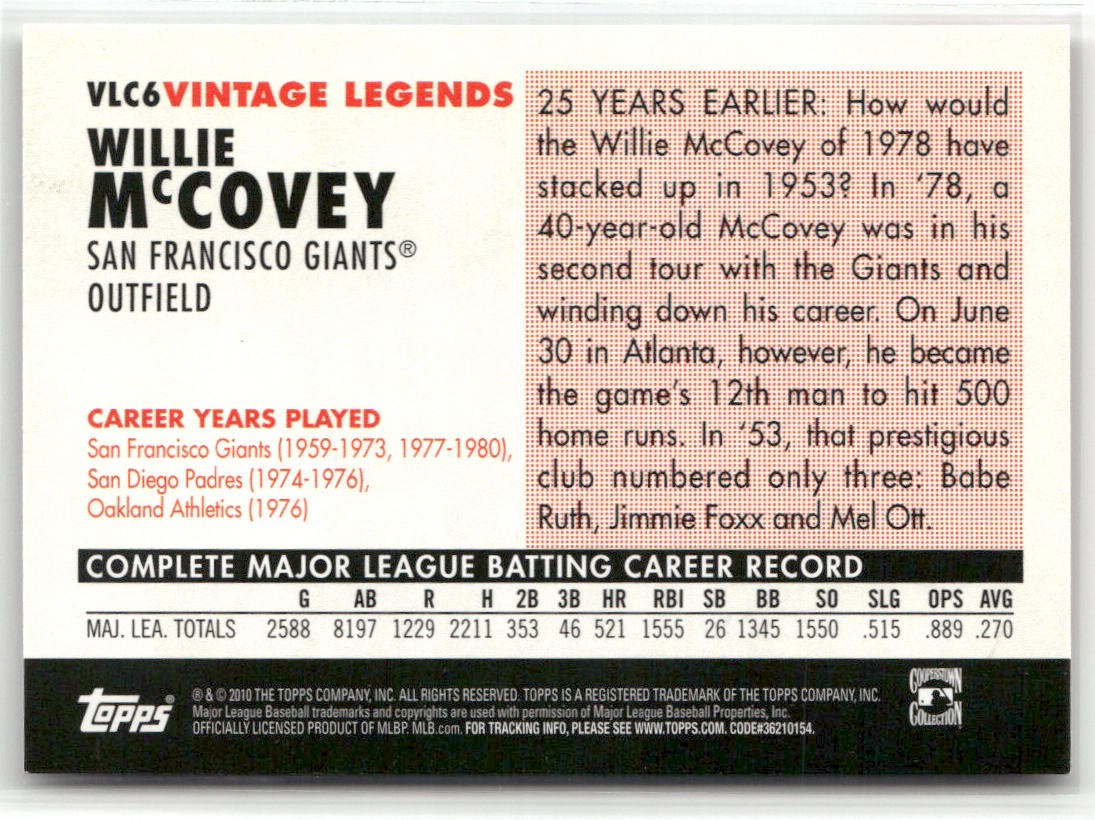 VLC6 VINTAGE LEGENDS
WILLIE
McCOVEY
SAN FRANCISCO GIANTS®
OUTFIELD
CAREER YEARS PLAYED
San Francisco Giants (1959-1973, 1977-1980),
San Diego Padres (1974-1976),
Oakland Athletics (1976)
25 YEARS EARLIER: How would
the Willie McCovey of 1978 have
stacked up in 1953? In '78, a
40-year-old McCovey was in his
second tour with the Giants and
winding down his career. On June
30 in Atlanta, however, he became
the game's 12th man to hit 500
home runs. In '53, that prestigious
club numbered only three: Babe
Ruth, Jimmie Foxx and Mel Ott.
COMPLETE MAJOR LEAGUE BATTING CAREER RECORD
G AB R H 2B 3B HR RBI SB BB SO SLG OPS AVG
MAJ. LEA. TOTALS 2588 8197 1229 2211 353 46 521 1555 26 1345 1550 .515 .889 .270
Topps®
® & © 2010 THE TOPPS COMPANY, INC. ALL RIGHTS RESERVED. TOPPS IS A REGISTERED TRADEMARK OF THE TOPPS COMPANY, INC.
Major League Baseball trademarks and copyrights are used with permission of Major League Baseball Properties, Inc.
OFFICIALLY LICENSED PRODUCT OF MLBP. MLB.com. FOR TRACKING INFO, PLEASE SEE WWW.TOPPS.COM. CODE#36210154.
COOPERSTOWN
COLLECTION